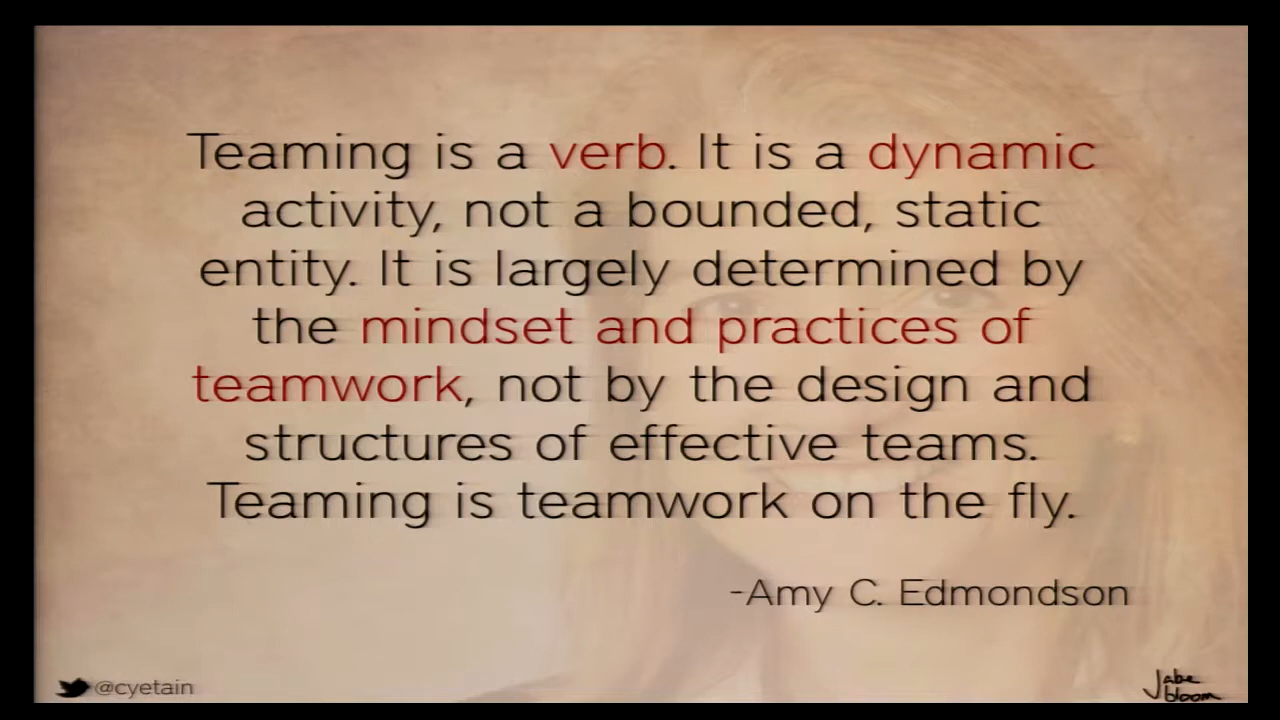 Teaming is a verb. It is a dynamic
activity, not a bounded, static
entity. It is largely determined by
the mindset and practices of
teamwork, not by the design and
structures of effective teams.
Teaming is teamwork on the fly.
-Amy C. Edmondson
@cyetain
Jabe
bloom